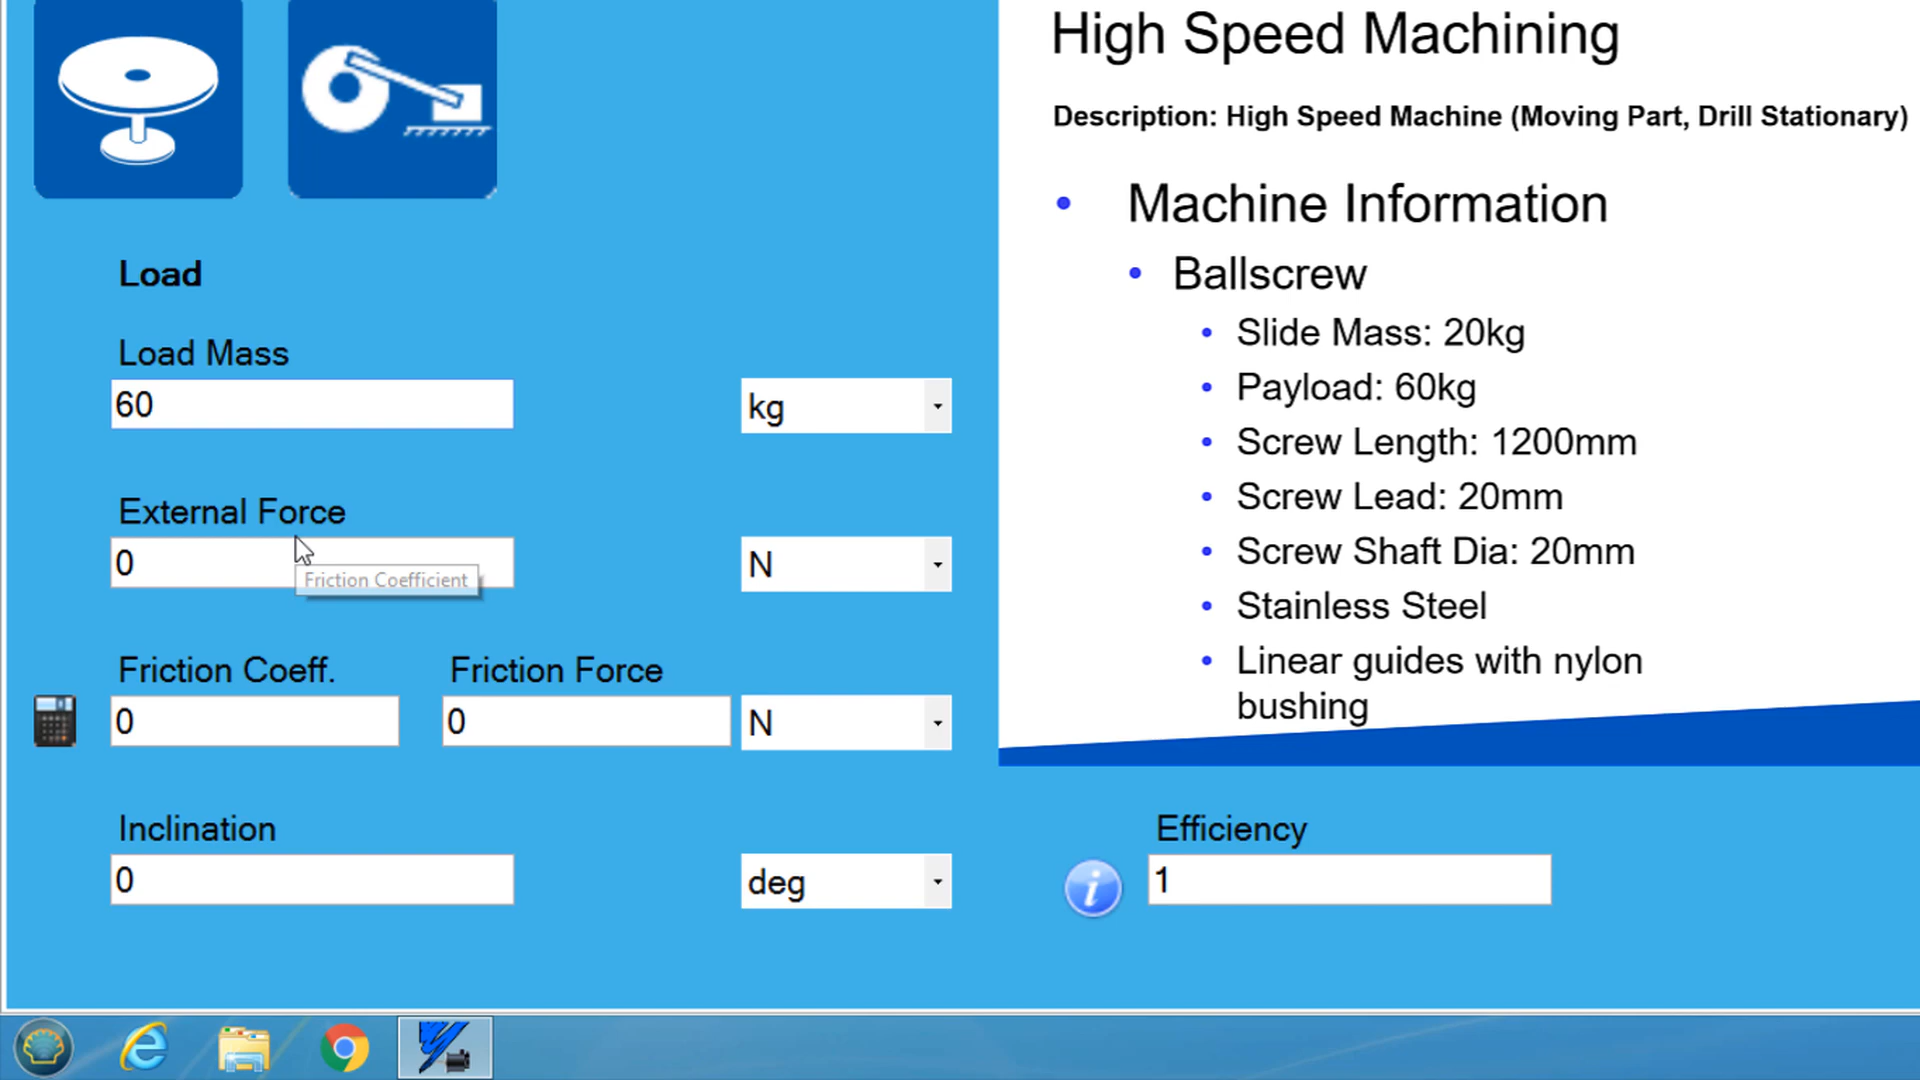 High Speed Machining
Description: High Speed Machine (Moving Part, Drill Stationary)
• Machine Information
• Ballscrew
• Slide Mass: 20kg
• Payload: 60kg
• Screw Length: 1200mm
• Screw Lead: 20mm
• Screw Shaft Dia: 20mm
• Stainless Steel
• Linear guides with nylon
bushing
Load
Load Mass
60 kg
External Force
0 N
Friction Coefficient
Friction Coeff. Friction Force
0 0 N
Inclination
0 deg
Efficiency
1